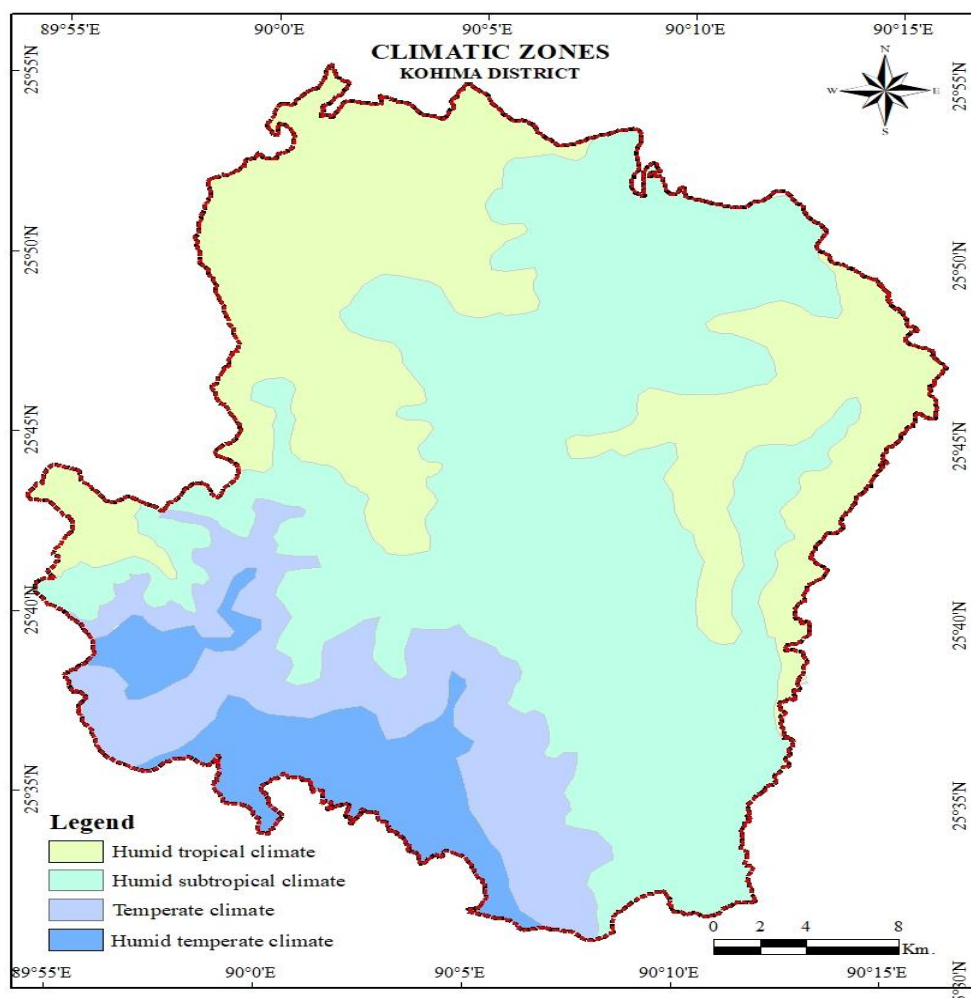 89°55'E 90°0'E 90°5'E 90°10'E 90°15'E
CLIMATIC ZONES
KOHIMA DISTRICT
N
W E
S
25°55'N 25°55'N
25°50'N 25°50'N
25°45'N 25°45'N
25°40'N 25°40'N
25°35'N 25°35'N
Legend
Humid tropical climate
Humid subtropical climate
Temperate climate
Humid temperate climate
0 2 4 8
Km.
89°55'E 90°0'E 90°5'E 90°10'E 90°15'E